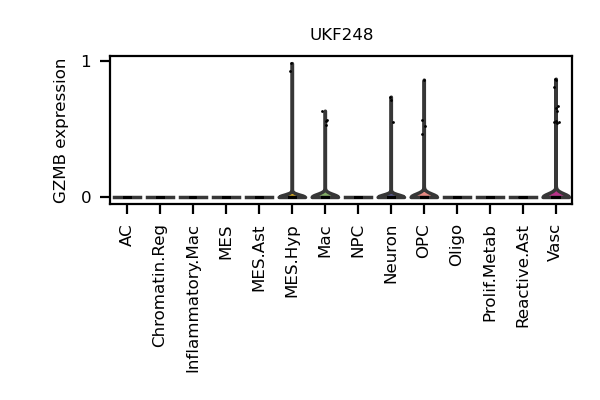 UKF248
GZMB expression
1
0
AC
Chromatin.Reg
Inflammatory.Mac
MES
MES.Ast
MES.Hyp
Mac
NPC
Neuron
OPC
Oligo
Prolif.Metab
Reactive.Ast
Vasc